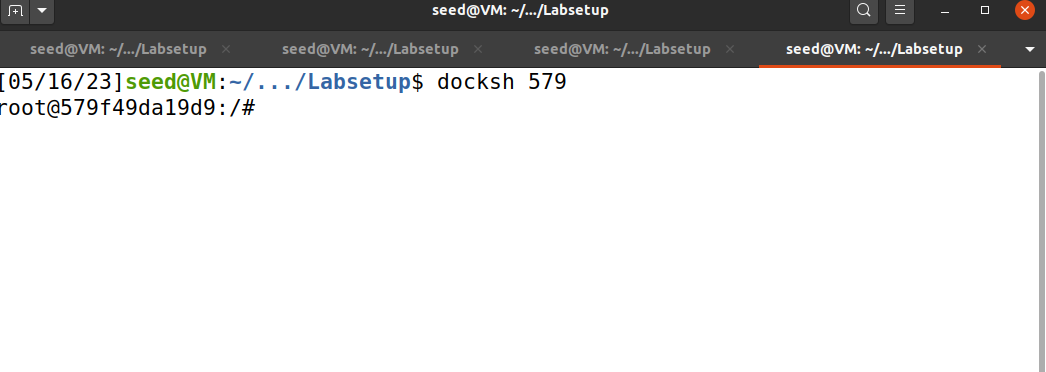 seed@VM: ~/.../Labsetup
seed@VM: ~/.../Labsetup × seed@VM: ~/.../Labsetup × seed@VM: ~/.../Labsetup × seed@VM: ~/.../Labsetup ×
[05/16/23]seed@VM:~/.../Labsetup$ docksh 579
root@579f49da19d9:/#